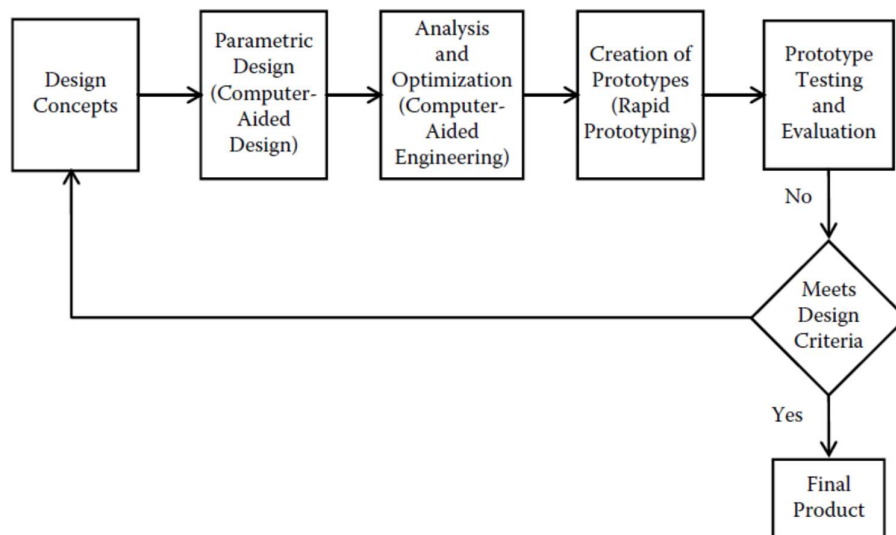 Design
Concepts
Parametric
Design
(Computer-
Aided
Design)
Analysis
and
Optimization
(Computer-
Aided
Engineering)
Creation of
Prototypes
(Rapid
Prototyping)
Prototype
Testing
and
Evaluation
No
Meets
Design
Criteria
Yes
Final
Product